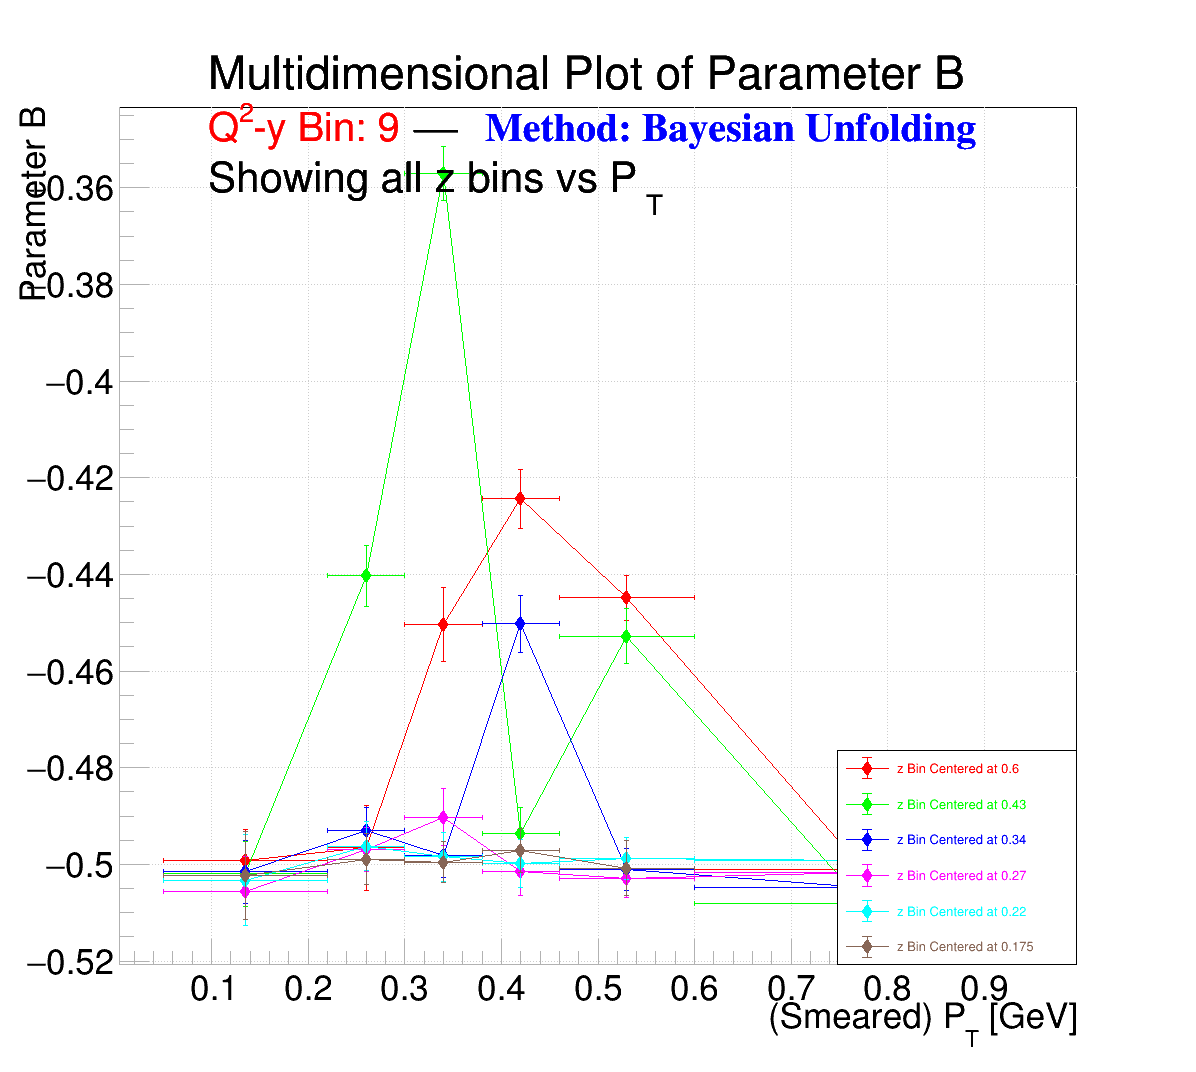 Multidimensional Plot of Parameter B
Q²-y Bin: 9 — Method: Bayesian Unfolding
Showing all z bins vs P_T
Parameter B
−0.36
−0.38
−0.4
−0.42
−0.44
−0.46
−0.48
−0.5
−0.52
z Bin Centered at 0.6
z Bin Centered at 0.43
z Bin Centered at 0.34
z Bin Centered at 0.27
z Bin Centered at 0.22
z Bin Centered at 0.175
0.1 0.2 0.3 0.4 0.5 0.6 0.7 0.8 0.9
(Smeared) P_T [GeV]